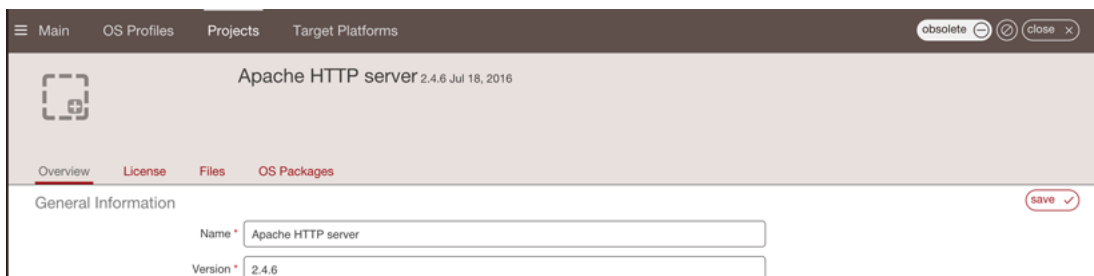 Main OS Profiles Projects Target Platforms obsolete close
Apache HTTP server 2.4.6 Jul 18, 2016
Overview License Files OS Packages
General Information save
Name * Apache HTTP server
Version * 2.4.6